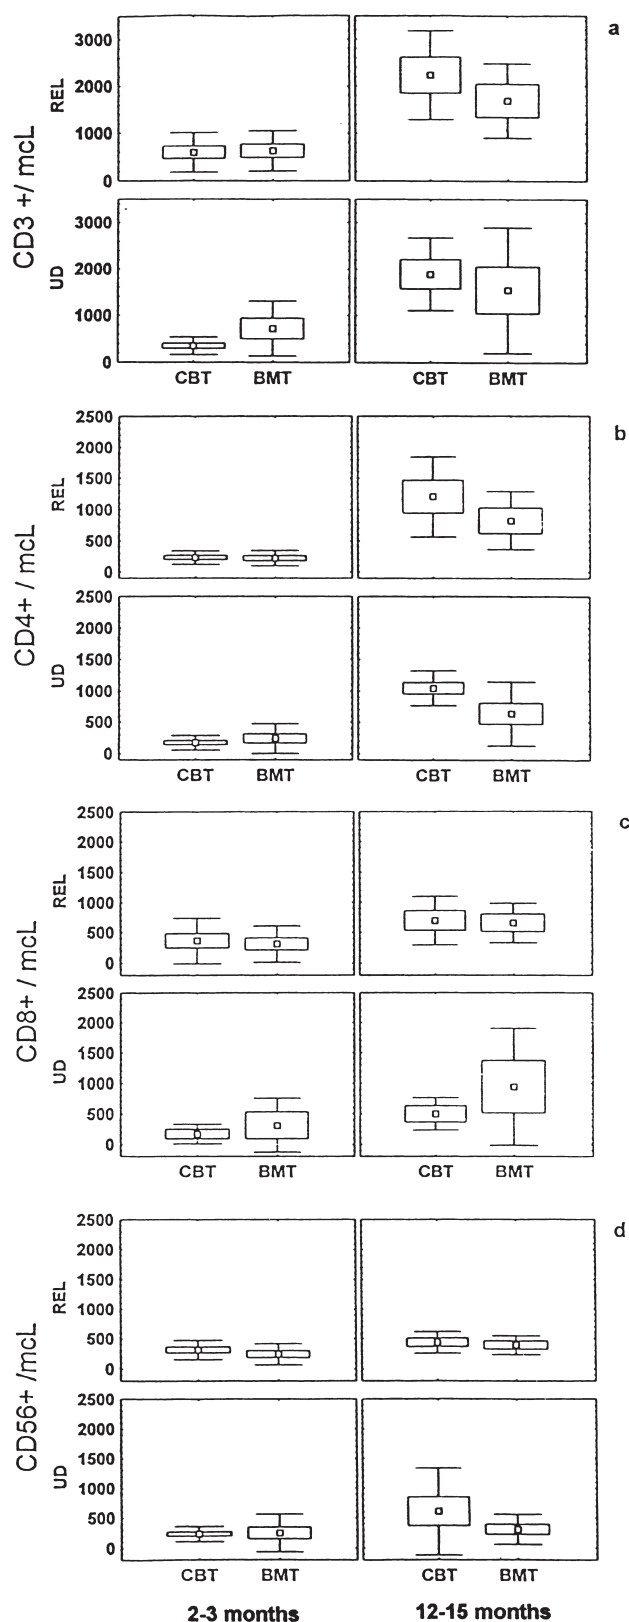 a
CD3 +/ mcL
REL
3000
2000
1000
0
UD
3000
2000
1000
0
CBT BMT CBT BMT
b
CD4+ / mcL
REL
2500
2000
1500
1000
500
0
UD
2500
2000
1500
1000
500
0
CBT BMT CBT BMT
c
CD8+ / mcL
REL
2500
2000
1500
1000
500
0
UD
2500
2000
1500
1000
500
0
CBT BMT CBT BMT
d
CD56+ /mcL
REL
2500
2000
1500
1000
500
0
UD
2500
2000
1500
1000
500
0
CBT BMT CBT BMT
2-3 months 12-15 months